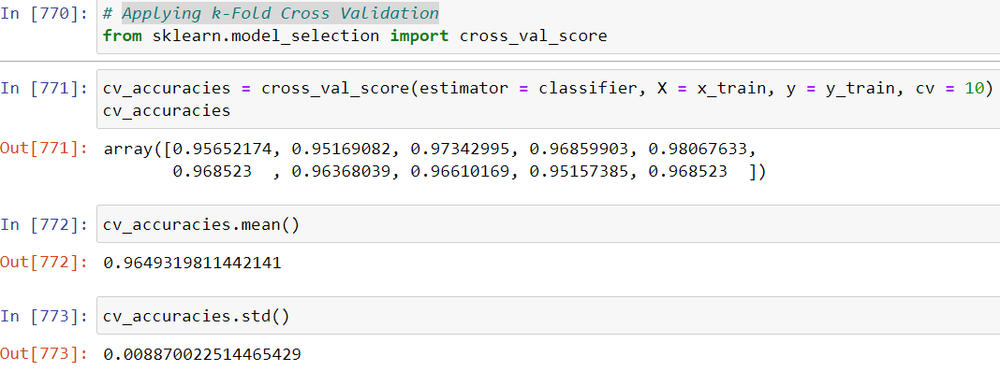 In [770]: # Applying k-Fold Cross Validation
from sklearn.model_selection import cross_val_score
In [771]: cv_accuracies = cross_val_score(estimator = classifier, X = x_train, y = y_train, cv = 10)
cv_accuracies
Out[771]: array([0.95652174, 0.95169082, 0.97342995, 0.96859903, 0.98067633,
0.968523  , 0.96368039, 0.96610169, 0.95157385, 0.968523  ])
In [772]: cv_accuracies.mean()
Out[772]: 0.9649319811442141
In [773]: cv_accuracies.std()
Out[773]: 0.008870022514465429